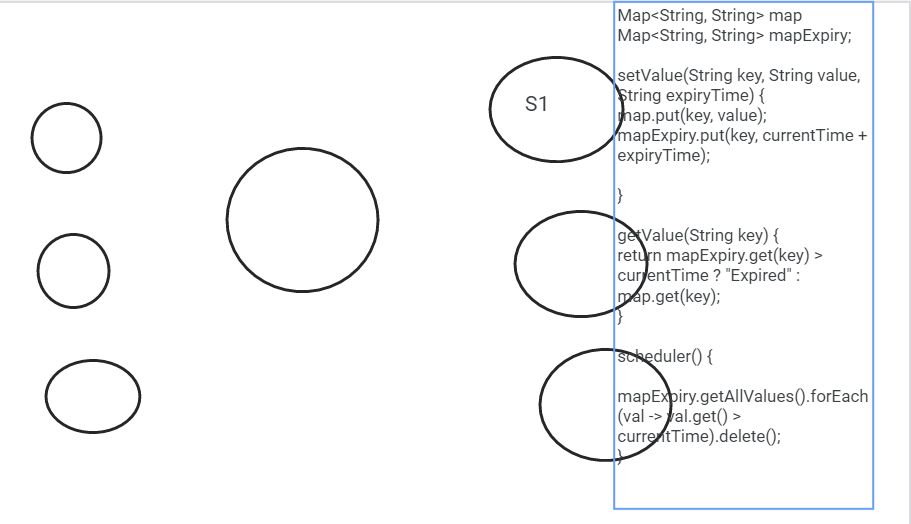 S1
Map<String, String> map
Map<String, String> mapExpiry;
setValue(String key, String value,
String expiryTime) {
map.put(key, value);
mapExpiry.put(key, currentTime +
expiryTime);
}
getValue(String key) {
return mapExpiry.get(key) >
currentTime ? "Expired" :
map.get(key);
}
scheduler() {
mapExpiry.getAllValues().forEach
(val -> val.get() >
currentTime).delete();
}